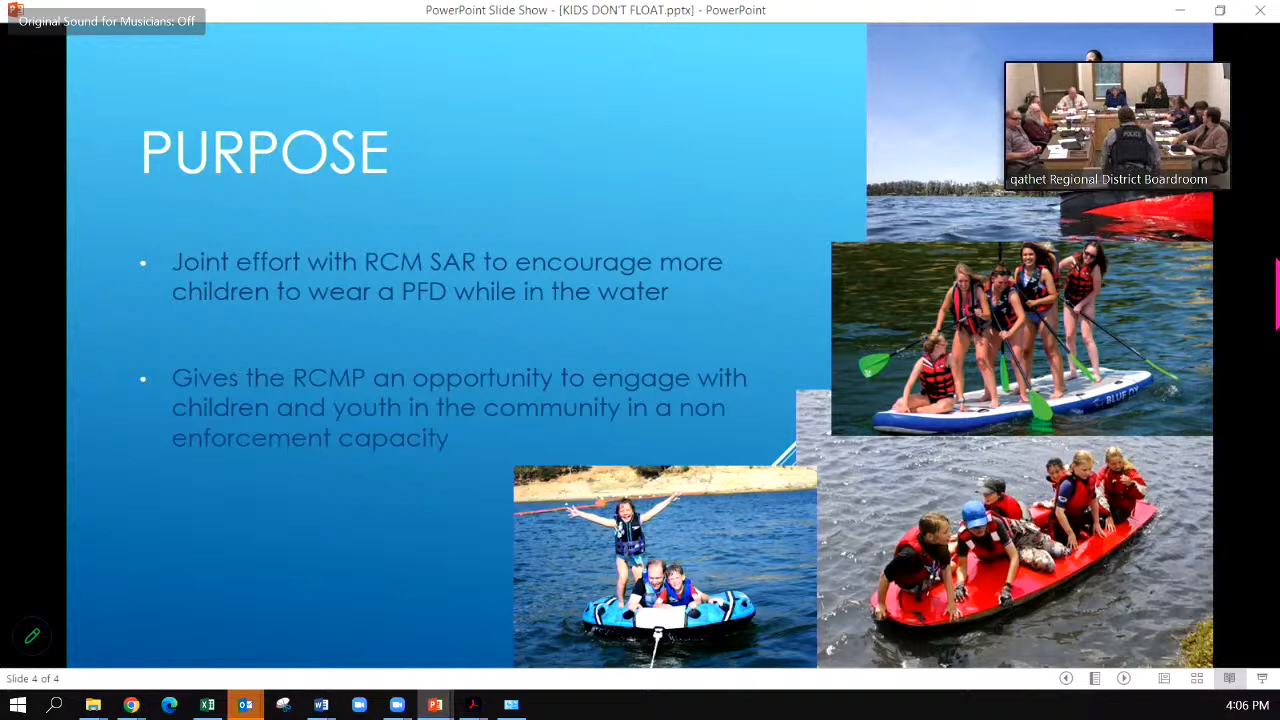 PowerPoint Slide Show - [KIDS DON'T FLOAT.pptx] - PowerPoint
Original Sound for Musicians: Off
PURPOSE
• Joint effort with RCM SAR to encourage more
children to wear a PFD while in the water
• Gives the RCMP an opportunity to engage with
children and youth in the community in a non
enforcement capacity
POLICE
qathet Regional District Boardroom
Slide 4 of 4
4:06 PM